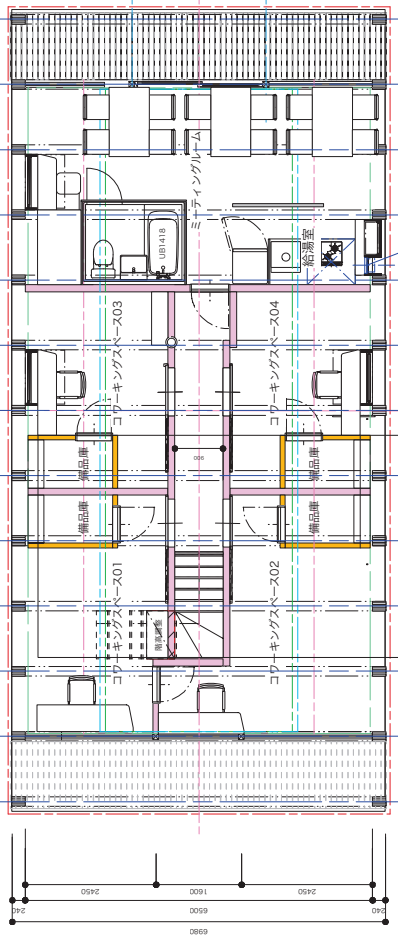 ミーティングルーム
UB1418
給湯室
コワーキングスペース03
コワーキングスペース04
900
備品庫
備品庫
備品庫
備品庫
コワーキングスペース01
コワーキングスペース02
2450
1600
2450
240
6500
240
6980